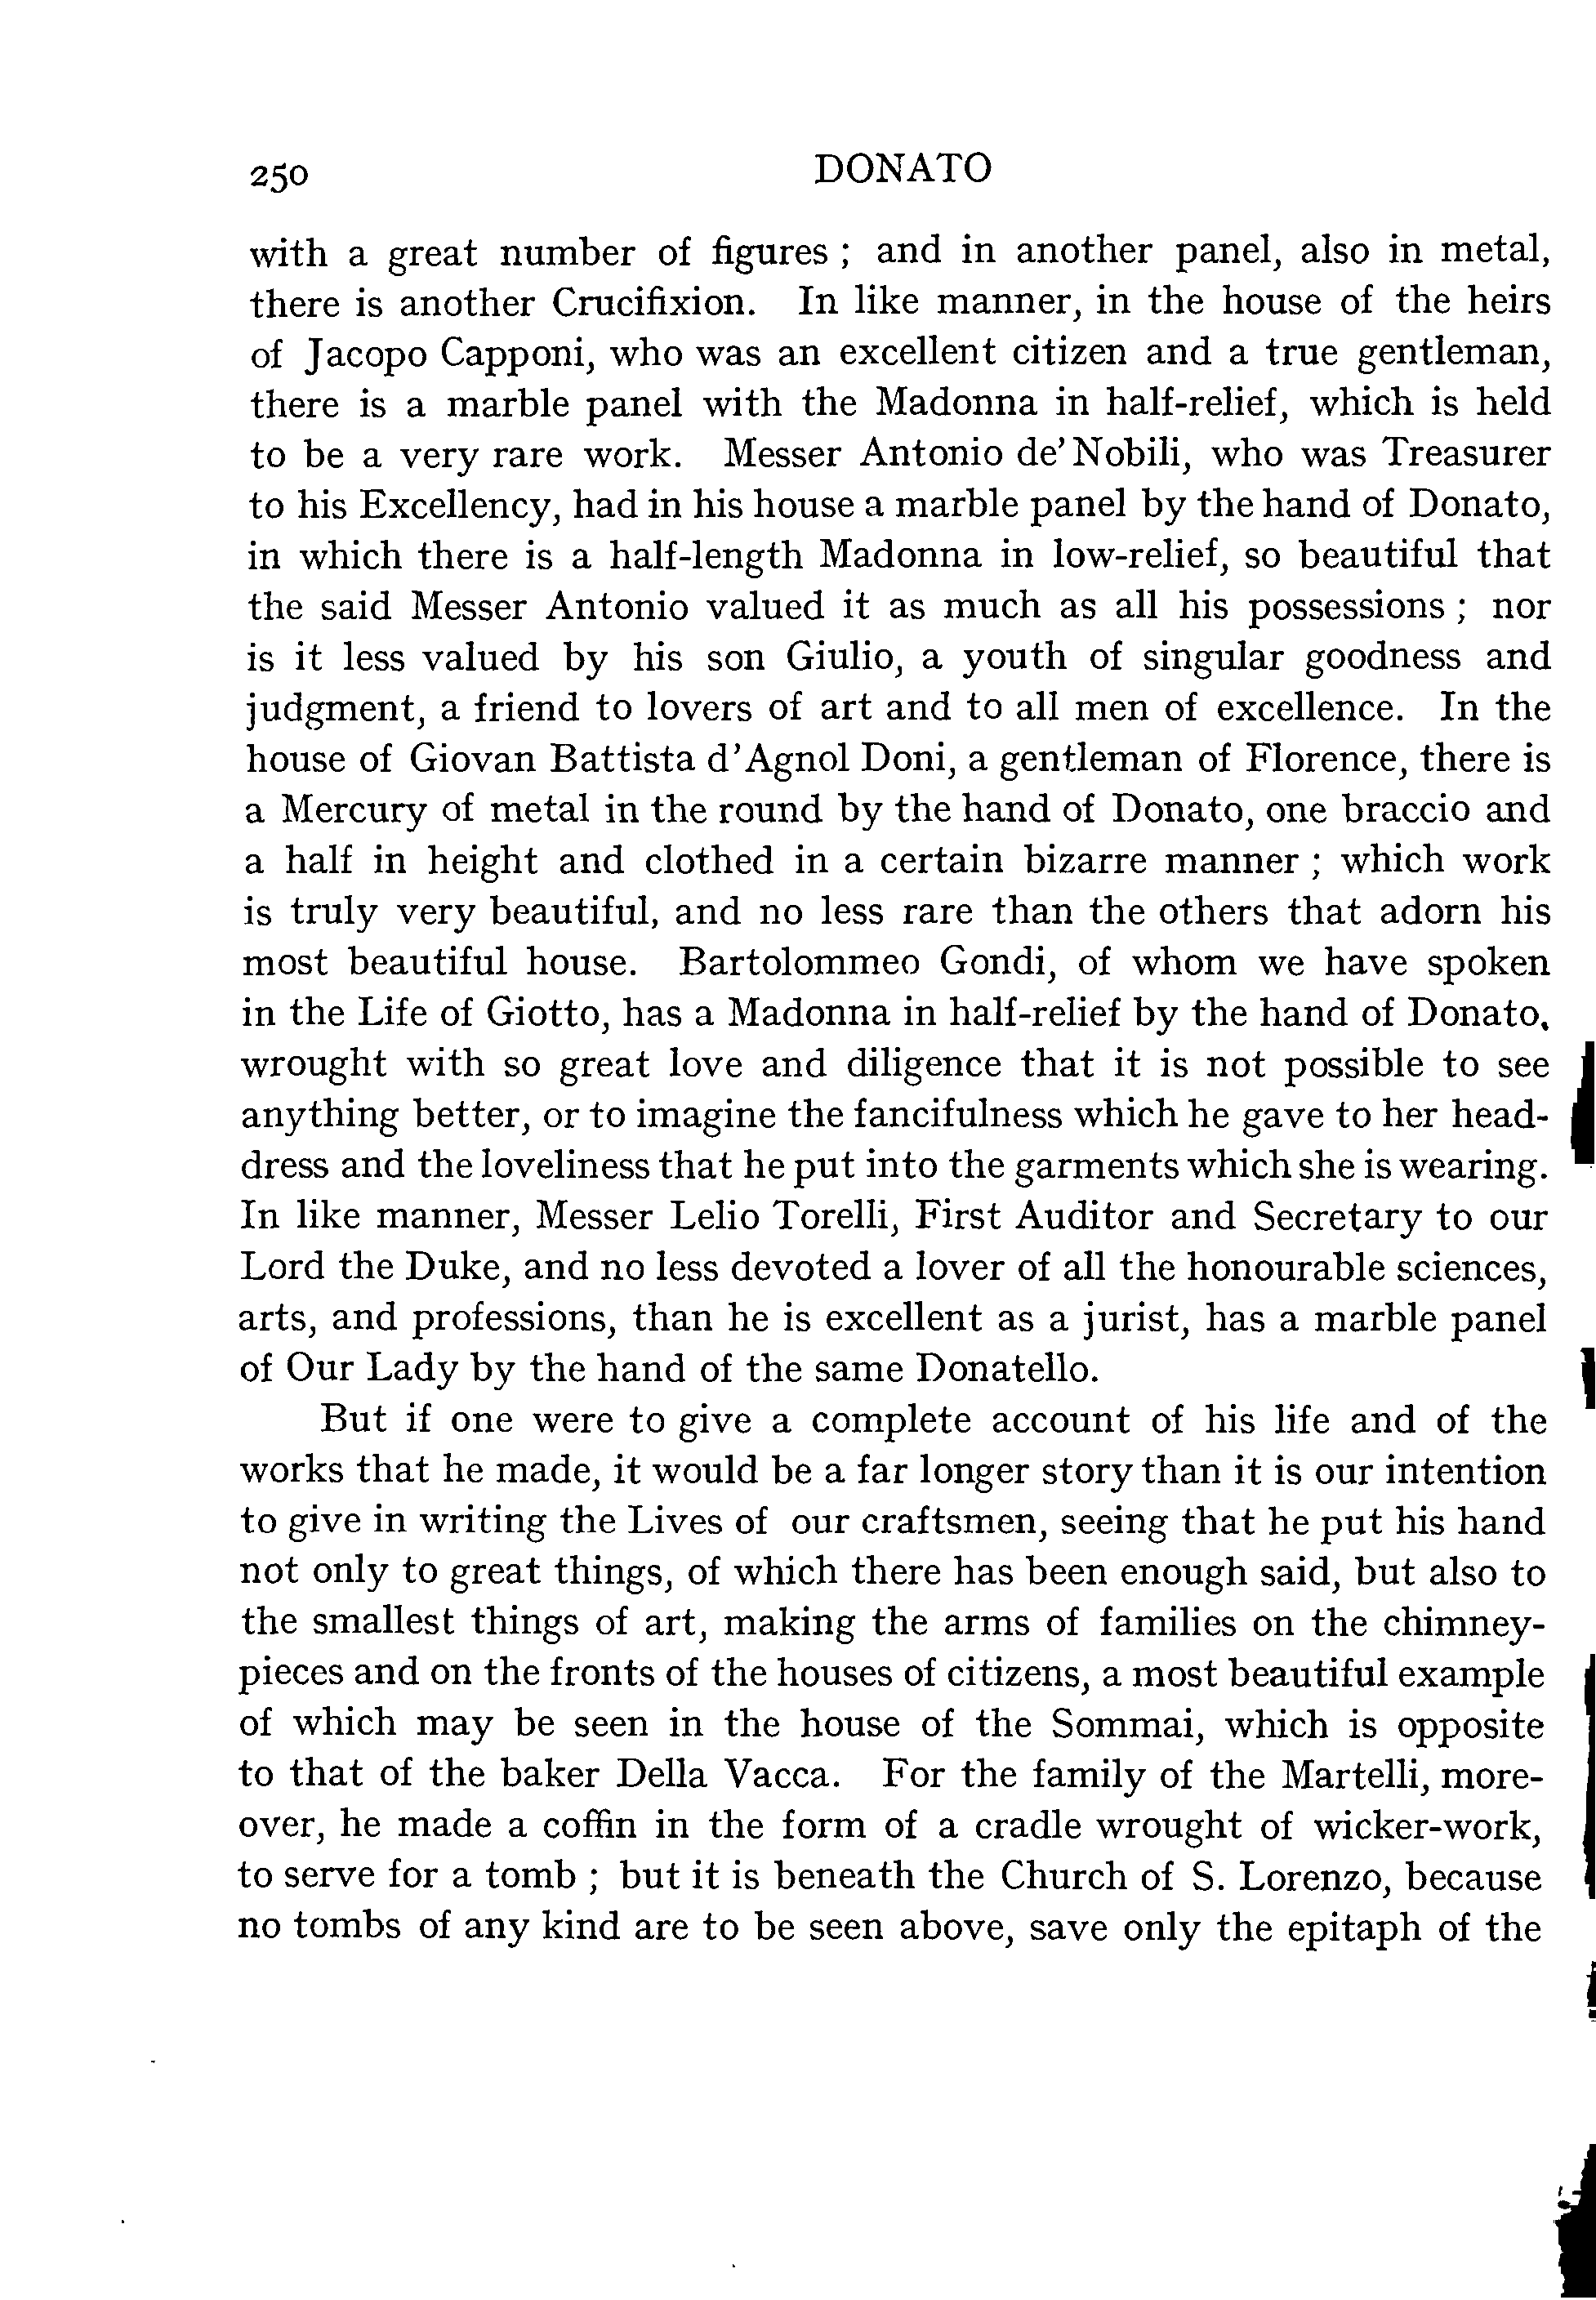 250 DONATO
with a great number of figures ; and in another panel, also in metal,
there is another Crucifixion. In like manner, in the house of the heirs
of Jacopo Capponi, who was an excellent citizen and a true gentleman,
there is a marble panel with the Madonna in half-relief, which is held
to be a very rare work. Messer Antonio de' Nobili, who was Treasurer
to his Excellency, had in his house a marble panel by the hand of Donato,
in which there is a half-length Madonna in low-relief, so beautiful that
the said Messer Antonio valued it as much as all his possessions ; nor
is it less valued by his son Giulio, a youth of singular goodness and
judgment, a friend to lovers of art and to all men of excellence. In the
house of Giovan Battista d'Agnol Doni, a gentleman of Florence, there is
a Mercury of metal in the round by the hand of Donato, one braccio and
a half in height and clothed in a certain bizarre manner ; which work
is truly very beautiful, and no less rare than the others that adorn his
most beautiful house. Bartolommeo Gondi, of whom we have spoken
in the Life of Giotto, has a Madonna in half-relief by the hand of Donato,
wrought with so great love and diligence that it is not possible to see
anything better, or to imagine the fancifulness which he gave to her head-
dress and the loveliness that he put into the garments which she is wearing.
In like manner, Messer Lelio Torelli, First Auditor and Secretary to our
Lord the Duke, and no less devoted a lover of all the honourable sciences,
arts, and professions, than he is excellent as a jurist, has a marble panel
of Our Lady by the hand of the same Donatello.
But if one were to give a complete account of his life and of the
works that he made, it would be a far longer story than it is our intention
to give in writing the Lives of our craftsmen, seeing that he put his hand
not only to great things, of which there has been enough said, but also to
the smallest things of art, making the arms of families on the chimney-
pieces and on the fronts of the houses of citizens, a most beautiful example
of which may be seen in the house of the Sommai, which is opposite
to that of the baker Della Vacca. For the family of the Martelli, more-
over, he made a coffin in the form of a cradle wrought of wicker-work,
to serve for a tomb ; but it is beneath the Church of S. Lorenzo, because
no tombs of any kind are to be seen above, save only the epitaph of the